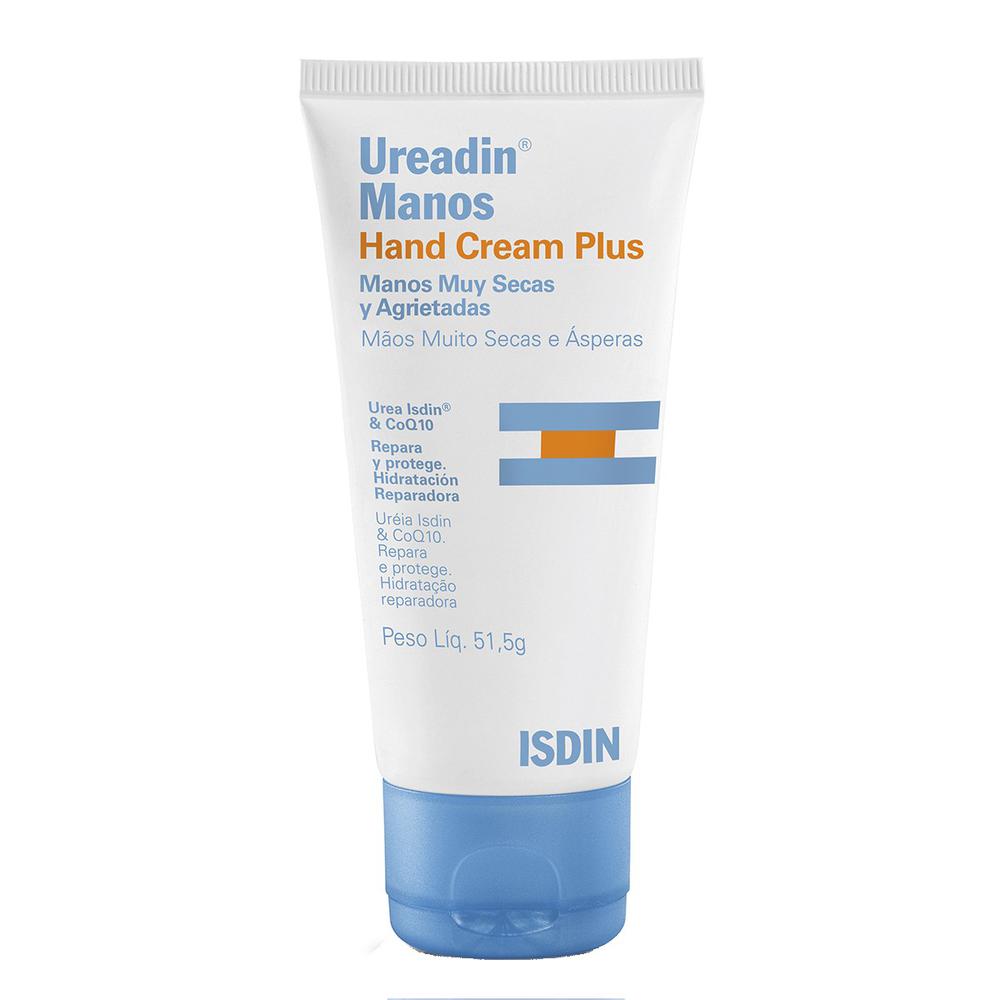 Ureadin®
Manos
Hand Cream Plus
Manos Muy Secas
y Agrietadas
Mãos Muito Secas e Ásperas
Urea Isdin®
& CoQ10
Repara
y protege.
Hidratación
Reparadora
Uréia Isdin
& CoQ10.
Repara
e protege.
Hidratação
reparadora
Peso Líq. 51,5g
ISDIN